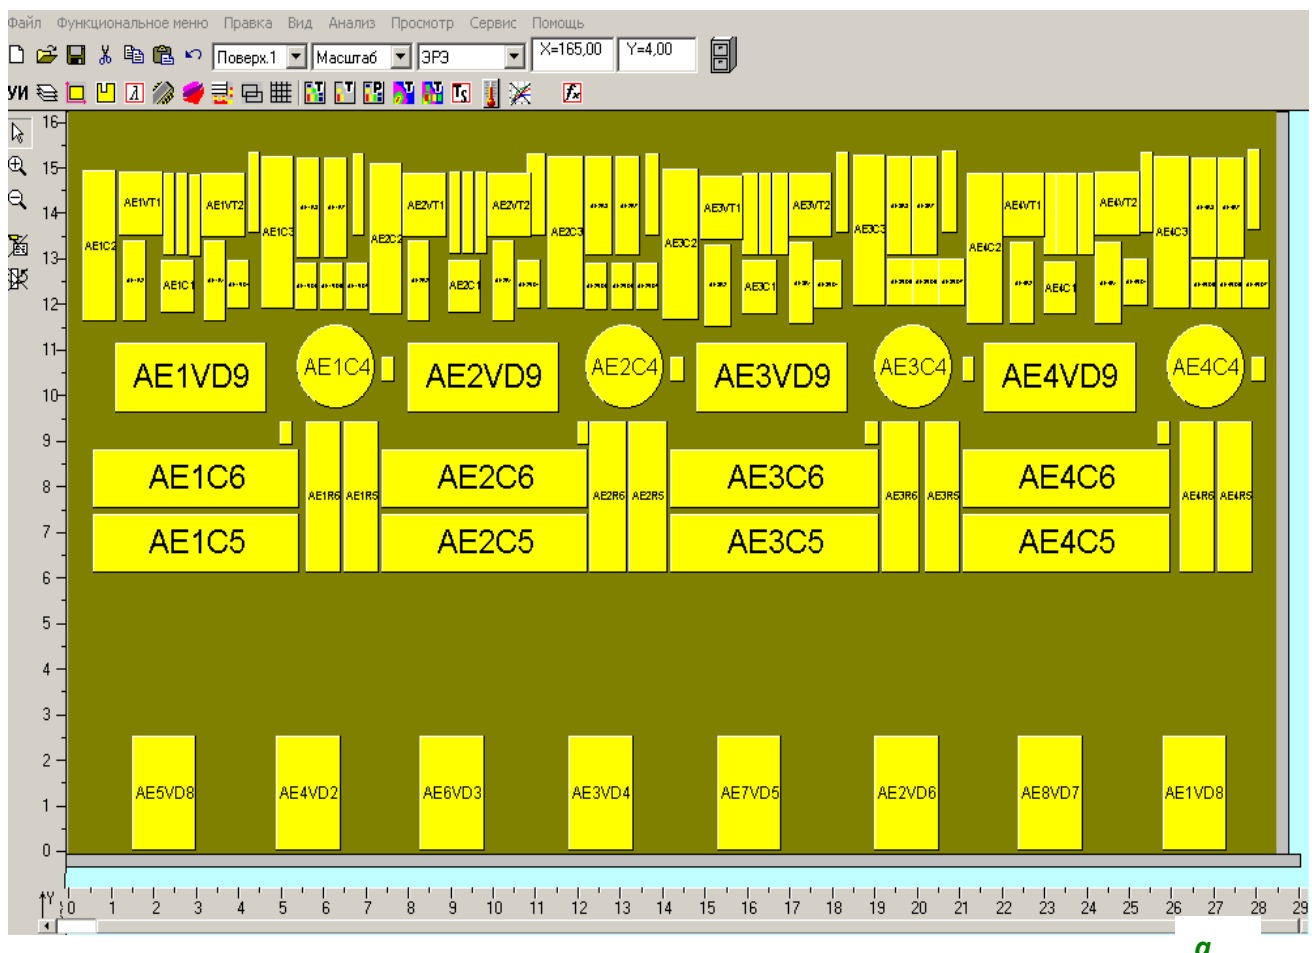 Файл Функциональное меню Правка Вид Анализ Просмотр Сервис Помощь
Поверх.1 Масштаб ЭРЭ X=165,00 Y=4,00
УИ
16
15
14
13
12
11
10
9
8
7
6
5
4
3
2
1
0
AE1VT1 AE1VT2 AE2VT1 AE2VT2 AE3VT1 AE3VT2 AE4VT1 AE4VT2
AE1C2 AE1C3 AE2C2 AE2C3 AE3C2 AE3C3 AE4C2 AE4C3
AE1C1 AE2C1 AE3C1 AE4C1
AE1VD9 AE1C4 AE2VD9 AE2C4 AE3VD9 AE3C4 AE4VD9 AE4C4
AE1C6 AE2C6 AE3C6 AE4C6
AE1R6 AE1R5 AE2R6 AE2R5 AE3R6 AE3R5 AE4R6 AE4R5
AE1C5 AE2C5 AE3C5 AE4C5
AE5VD8 AE4VD2 AE6VD3 AE3VD4 AE7VD5 AE2VD6 AE8VD7 AE1VD8
Y 0 1 2 3 4 5 6 7 8 9 10 11 12 13 14 15 16 17 18 19 20 21 22 23 24 25 26 27 28 29
а